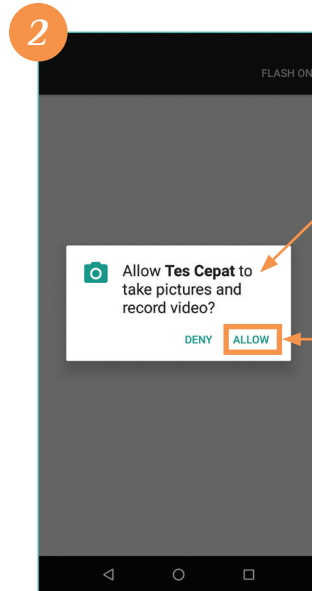 2
FLASH ON
Allow Tes Cepat to
take pictures and
record video?
DENY ALLOW